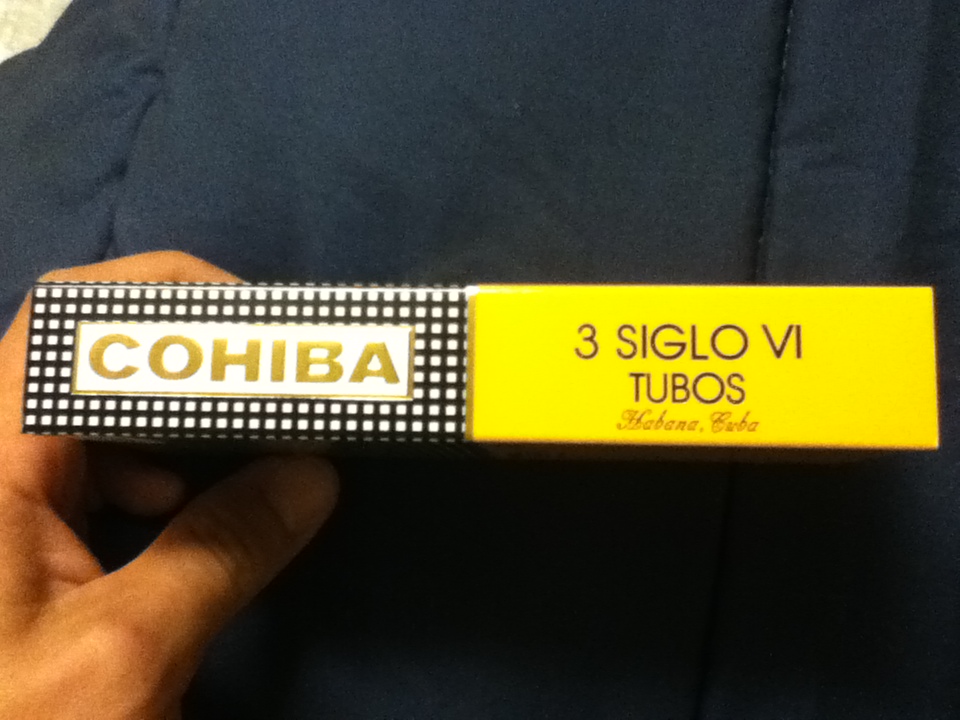 COHIBA
3 SIGLO VI
TUBOS
Habana, Cuba